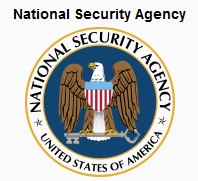 National Security Agency
NATIONAL SECURITY AGENCY
UNITED STATES OF AMERICA